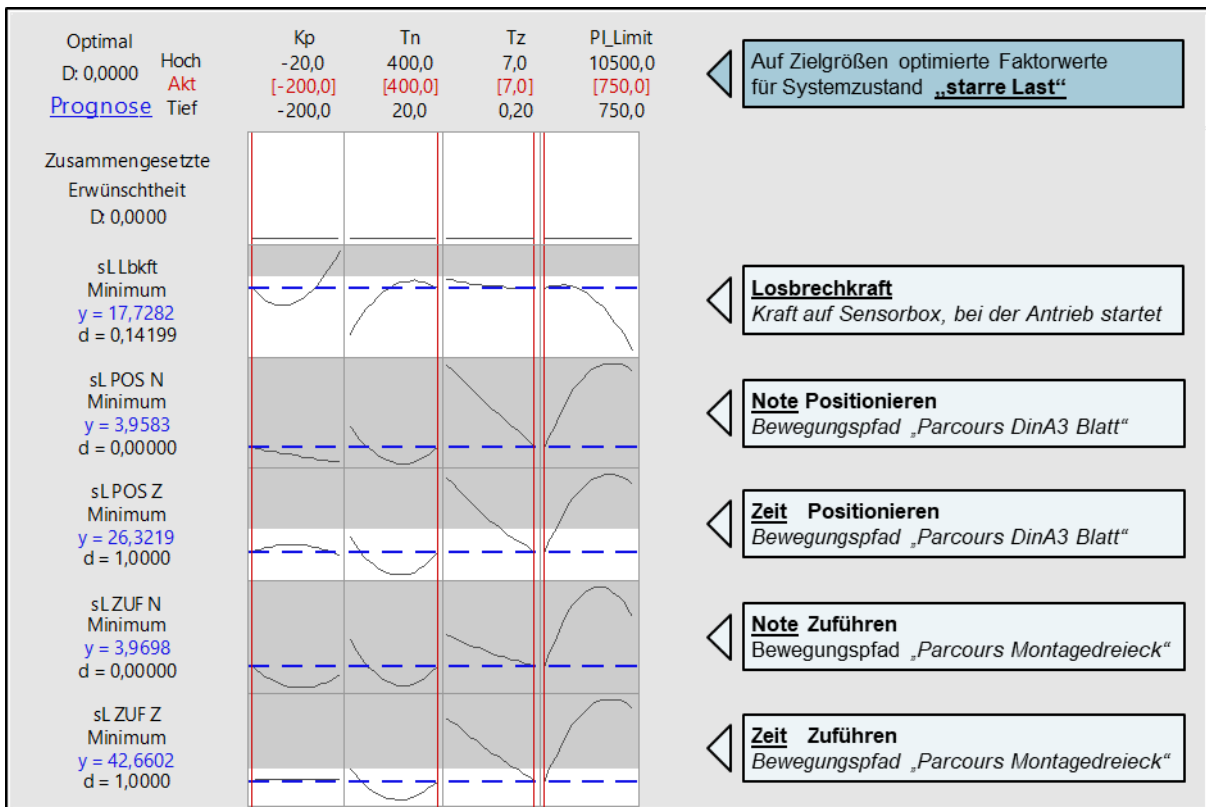 Optimal
D: 0,0000
Prognose
Hoch
Akt
Tief
Kp
-20,0
[-200,0]
-200,0
Tn
400,0
[400,0]
20,0
Tz
7,0
[7,0]
0,20
PI_Limit
10500,0
[750,0]
750,0
Auf Zielgrößen optimierte Faktorwerte
für Systemzustand „starre Last“
Zusammengesetzte
Erwünschtheit
D: 0,0000
sL Lbkft
Minimum
y = 17,7282
d = 0,14199
Losbrechkraft
Kraft auf Sensorbox, bei der Antrieb startet
sL POS N
Minimum
y = 3,9583
d = 0,00000
Note Positionieren
Bewegungspfad „Parcours DinA3 Blatt“
sL POS Z
Minimum
y = 26,3219
d = 1,0000
Zeit Positionieren
Bewegungspfad „Parcours DinA3 Blatt“
sL ZUF N
Minimum
y = 3,9698
d = 0,00000
Note Zuführen
Bewegungspfad „Parcours Montagedreieck“
sL ZUF Z
Minimum
y = 42,6602
d = 1,0000
Zeit Zuführen
Bewegungspfad „Parcours Montagedreieck“